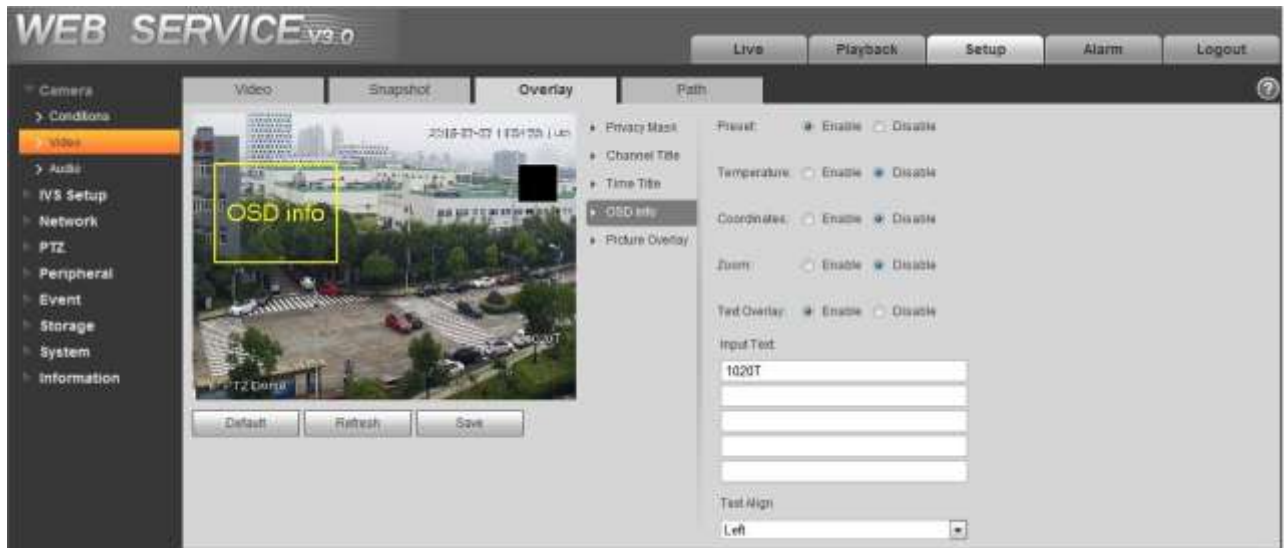 WEB SERVICE V3.0
Live Playback Setup Alarm Logout
Camera
Conditions
Video
Audio
IVS Setup
Network
PTZ
Peripheral
Event
Storage
System
Information
Video Snapshot Overlay Path
OSD info
1020T
PTZ Dome
Default Refresh Save
Privacy Mask
Channel Title
Time Title
OSD info
Picture Overlay
Preset: Enable Disable
Temperature: Enable Disable
Coordinates: Enable Disable
Zoom: Enable Disable
Text Overlay: Enable Disable
Input Text
1020T
Text Align
Left